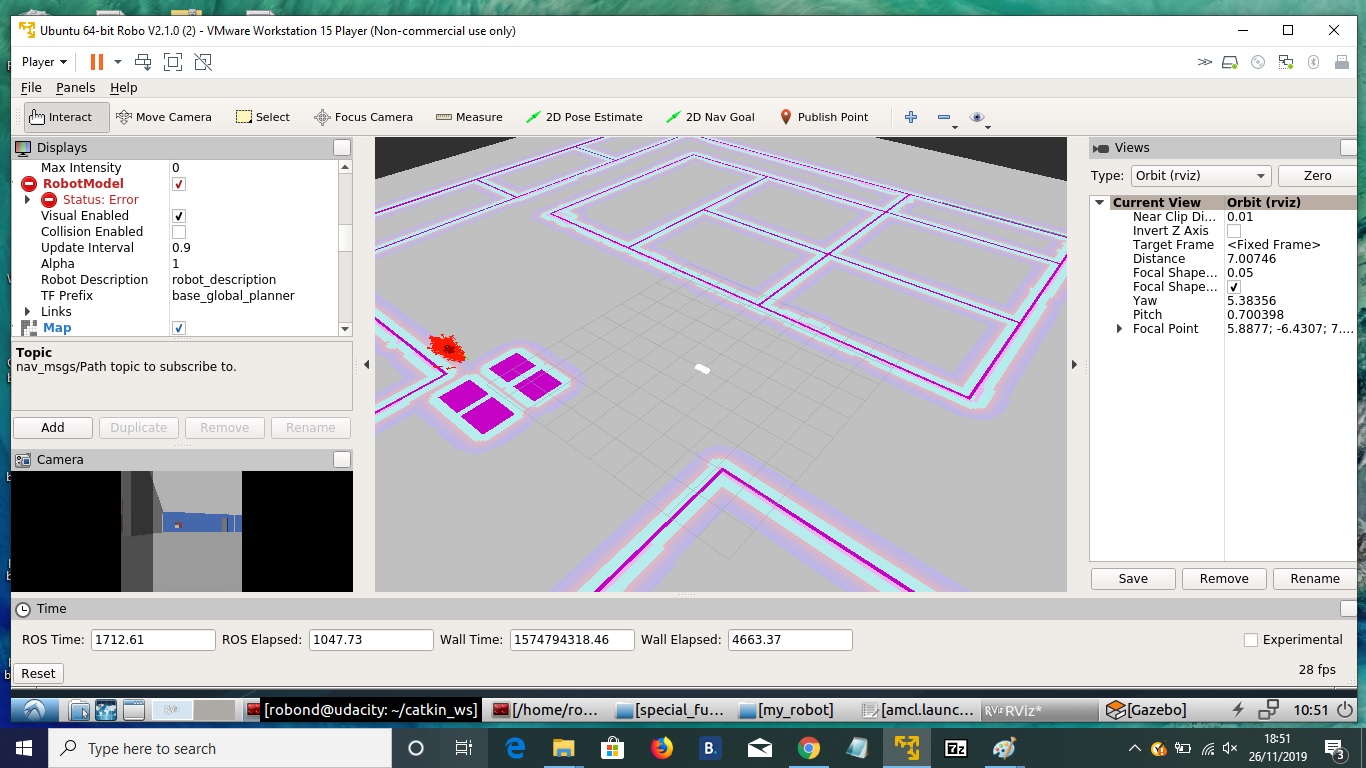 Ubuntu 64-bit Robo V2.1.0 (2) - VMware Workstation 15 Player (Non-commercial use only)
Player
File Panels Help
Interact Move Camera Select Focus Camera Measure 2D Pose Estimate 2D Nav Goal Publish Point
Displays
Max Intensity 0
RobotModel
Status: Error
Visual Enabled
Collision Enabled
Update Interval 0.9
Alpha 1
Robot Description robot_description
TF Prefix base_global_planner
Links
Map
Topic
nav_msgs/Path topic to subscribe to.
Add Duplicate Remove Rename
Camera
Views
Type: Orbit (rviz) Zero
Current View Orbit (rviz)
Near Clip Di... 0.01
Invert Z Axis
Target Frame <Fixed Frame>
Distance 7.00746
Focal Shape... 0.05
Focal Shape...
Yaw 5.38356
Pitch 0.700398
Focal Point 5.8877; -6.4307; 7....
Save Remove Rename
Time
ROS Time: 1712.61 ROS Elapsed: 1047.73 Wall Time: 1574794318.46 Wall Elapsed: 4663.37 Experimental
Reset 28 fps
[robond@udacity: ~/catkin_ws] [/home/ro... [special_fu... [my_robot] [amcl.launc... RViz* [Gazebo] 10:51
Type here to search
18:51
26/11/2019
3